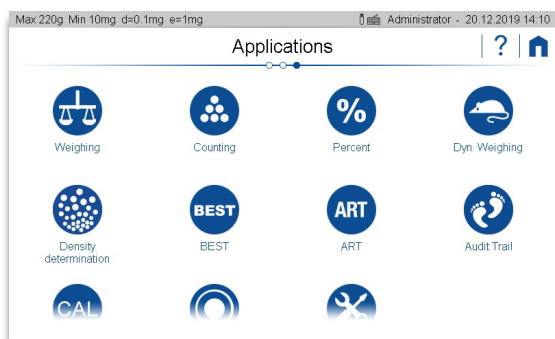 Max 220g Min 10mg d=0.1mg e=1mg Administrator - 20.12.2019 14:10
Applications ?
% 
Weighing Counting Percent Dyn. Weighing
BEST ART
Density determination BEST ART Audit Trail
CAL